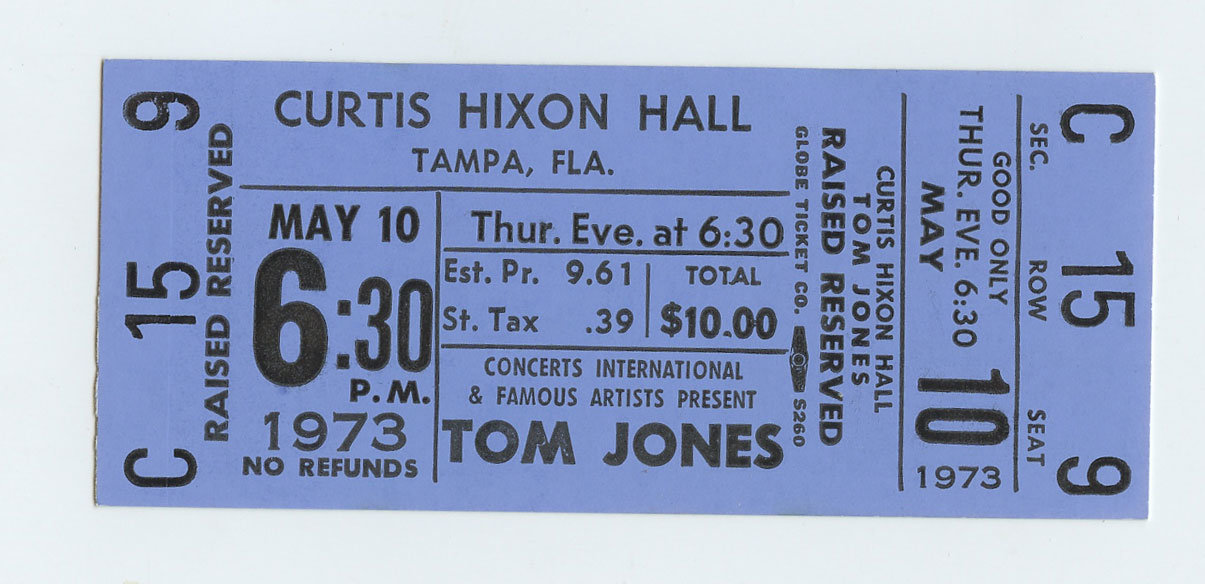 C 15 9
RAISED RESERVED
CURTIS HIXON HALL
TAMPA, FLA.
MAY 10
6:30
P.M.
1973
NO REFUNDS
Thur. Eve. at 6:30
Est. Pr. 9.61
St. Tax .39
TOTAL
$10.00
CONCERTS INTERNATIONAL
& FAMOUS ARTISTS PRESENT
TOM JONES
GLOBE TICKET CO. S260
RAISED RESERVED
TOM JONES
CURTIS HIXON HALL
MAY 10 1973
THUR. EVE. 6:30
GOOD ONLY
SEC. ROW SEAT
C 15 9